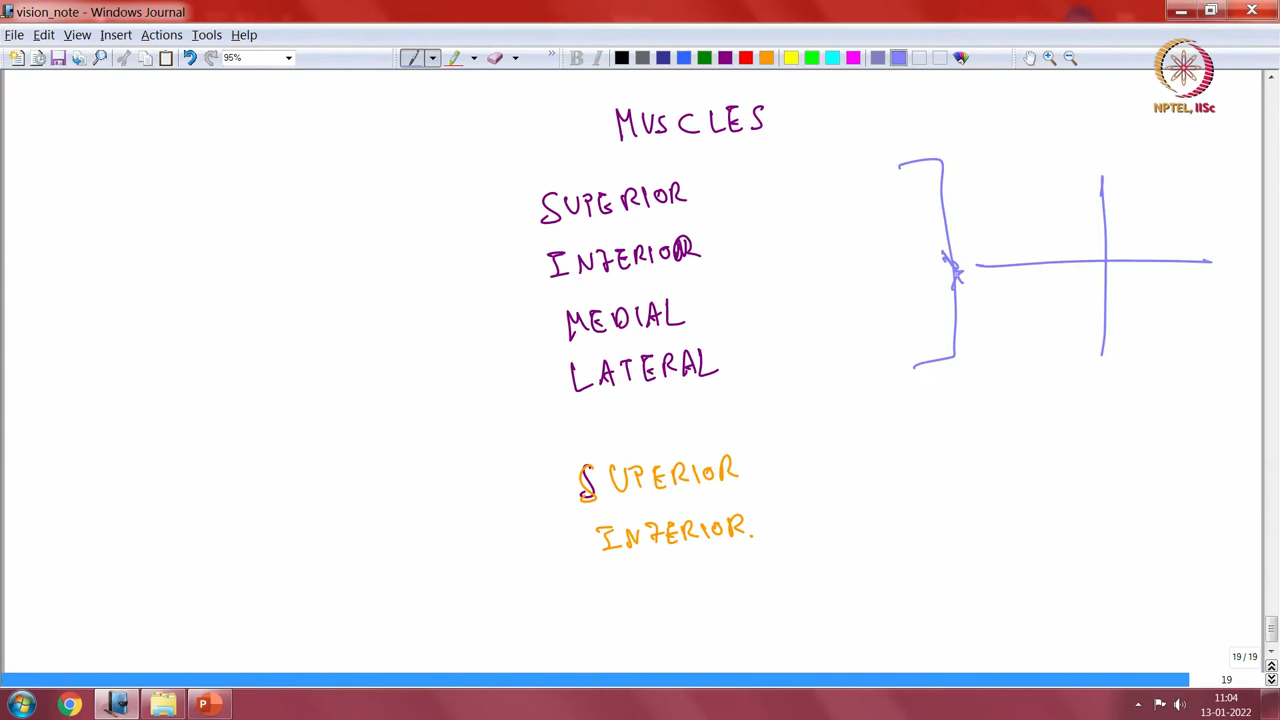 vision_note - Windows Journal
File Edit View Insert Actions Tools Help
95%
B I
NPTEL, IISc
MUSCLES
SUPERIOR
INFERIOR
MEDIAL
LATERAL
SUPERIOR
INFERIOR.
19 / 19
19
11:04
13-01-2022